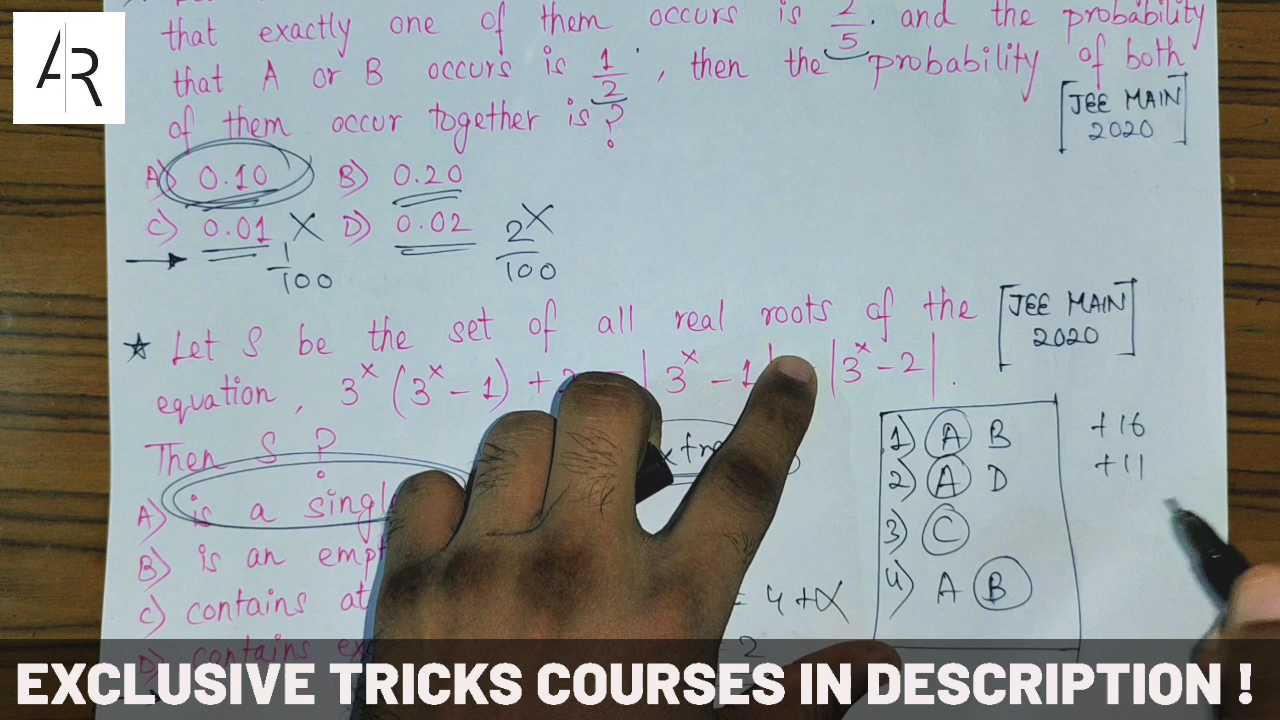 AR
that exactly one of them occurs is 2/5. and the probability
that A or B occurs is 1/2, then the probability of both
of them occur together is?
[JEE MAIN
2020]
A) 0.10 B) 0.20
C) 0.01 X D) 0.02 X
→ 1/100 2/100
★ Let S be the set of all real roots of the
equation, 3^x (3^x - 1) + = |3^x - 1| |3^x - 2|.
[JEE MAIN
2020]
Then S ?
A) is a
B) is an
C) contains
D) contains
= 4 + X
= 2
1) A B
2) A D
3) C
4) A B
+16
+11
EXCLUSIVE TRICKS COURSES IN DESCRIPTION !